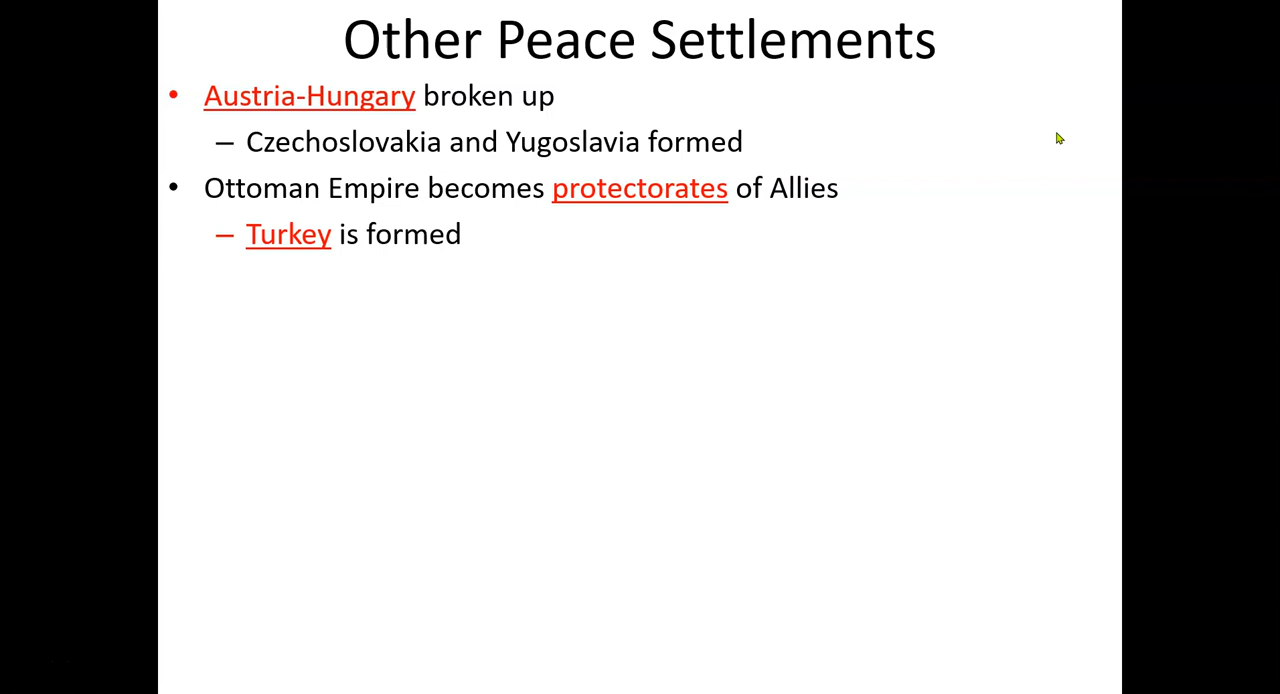 Other Peace Settlements
• Austria-Hungary broken up
– Czechoslovakia and Yugoslavia formed
• Ottoman Empire becomes protectorates of Allies
– Turkey is formed